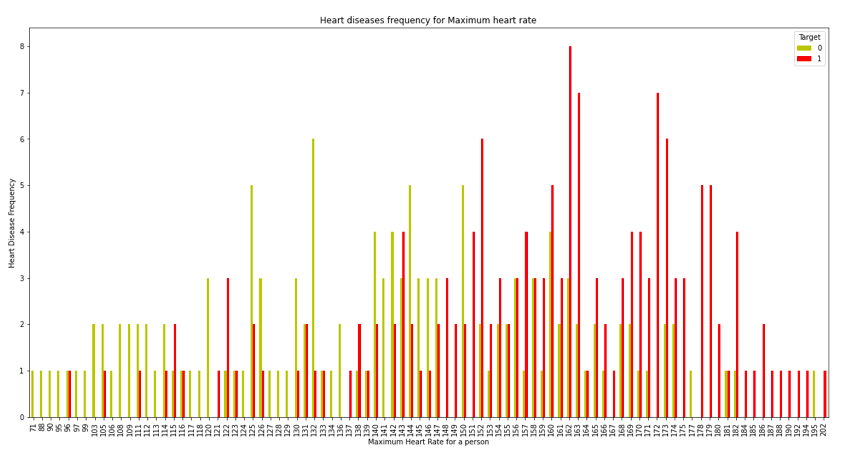 Heart diseases frequency for Maximum heart rate
Target
0
1
8
7
6
5
4
3
2
1
0
Heart Disease Frequency
71 88 90 95 96 97 99 103 105 106 108 109 111 112 113 114 115 116 117 118 120 121 122 123 124 125 126 127 128 129 130 131 132 133 134 136 137 138 139 140 141 142 143 144 145 146 147 148 149 150 151 152 153 154 155 156 157 158 159 160 161 162 163 164 165 166 167 168 169 170 171 172 173 174 175 177 178 179 180 181 182 184 185 186 187 188 190 192 194 195 202
Maximum Heart Rate for a person